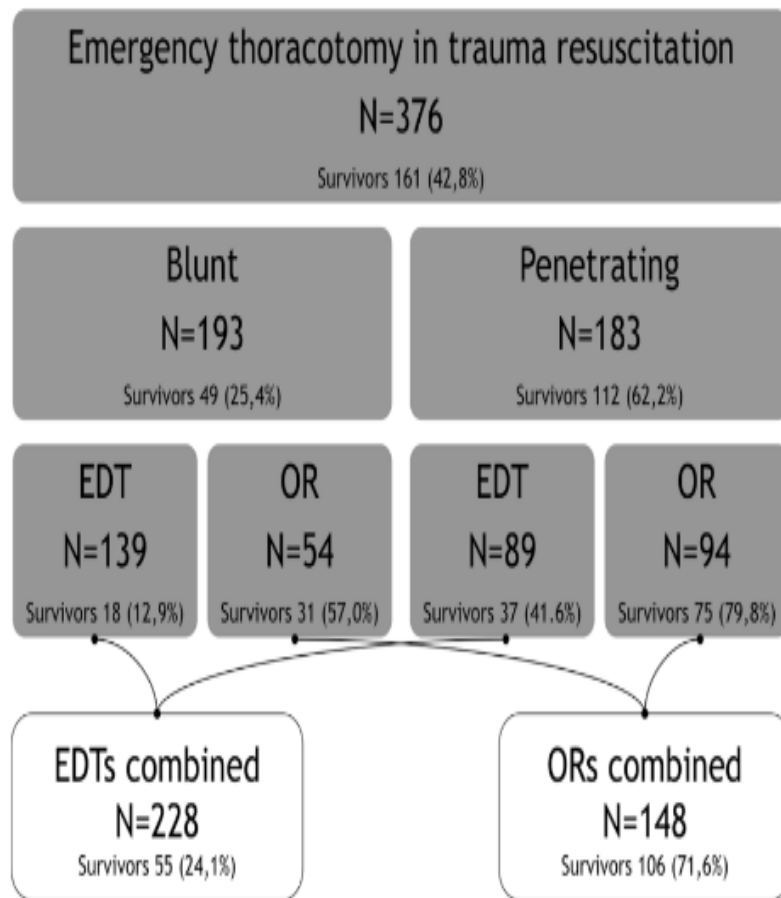 Emergency thoracotomy in trauma resuscitation
N=376
Survivors 161 (42,8%)
Blunt
N=193
Survivors 49 (25,4%)
Penetrating
N=183
Survivors 112 (62,2%)
EDT
N=139
Survivors 18 (12,9%)
OR
N=54
Survivors 31 (57,0%)
EDT
N=89
Survivors 37 (41.6%)
OR
N=94
Survivors 75 (79,8%)
EDTs combined
N=228
Survivors 55 (24,1%)
ORs combined
N=148
Survivors 106 (71,6%)